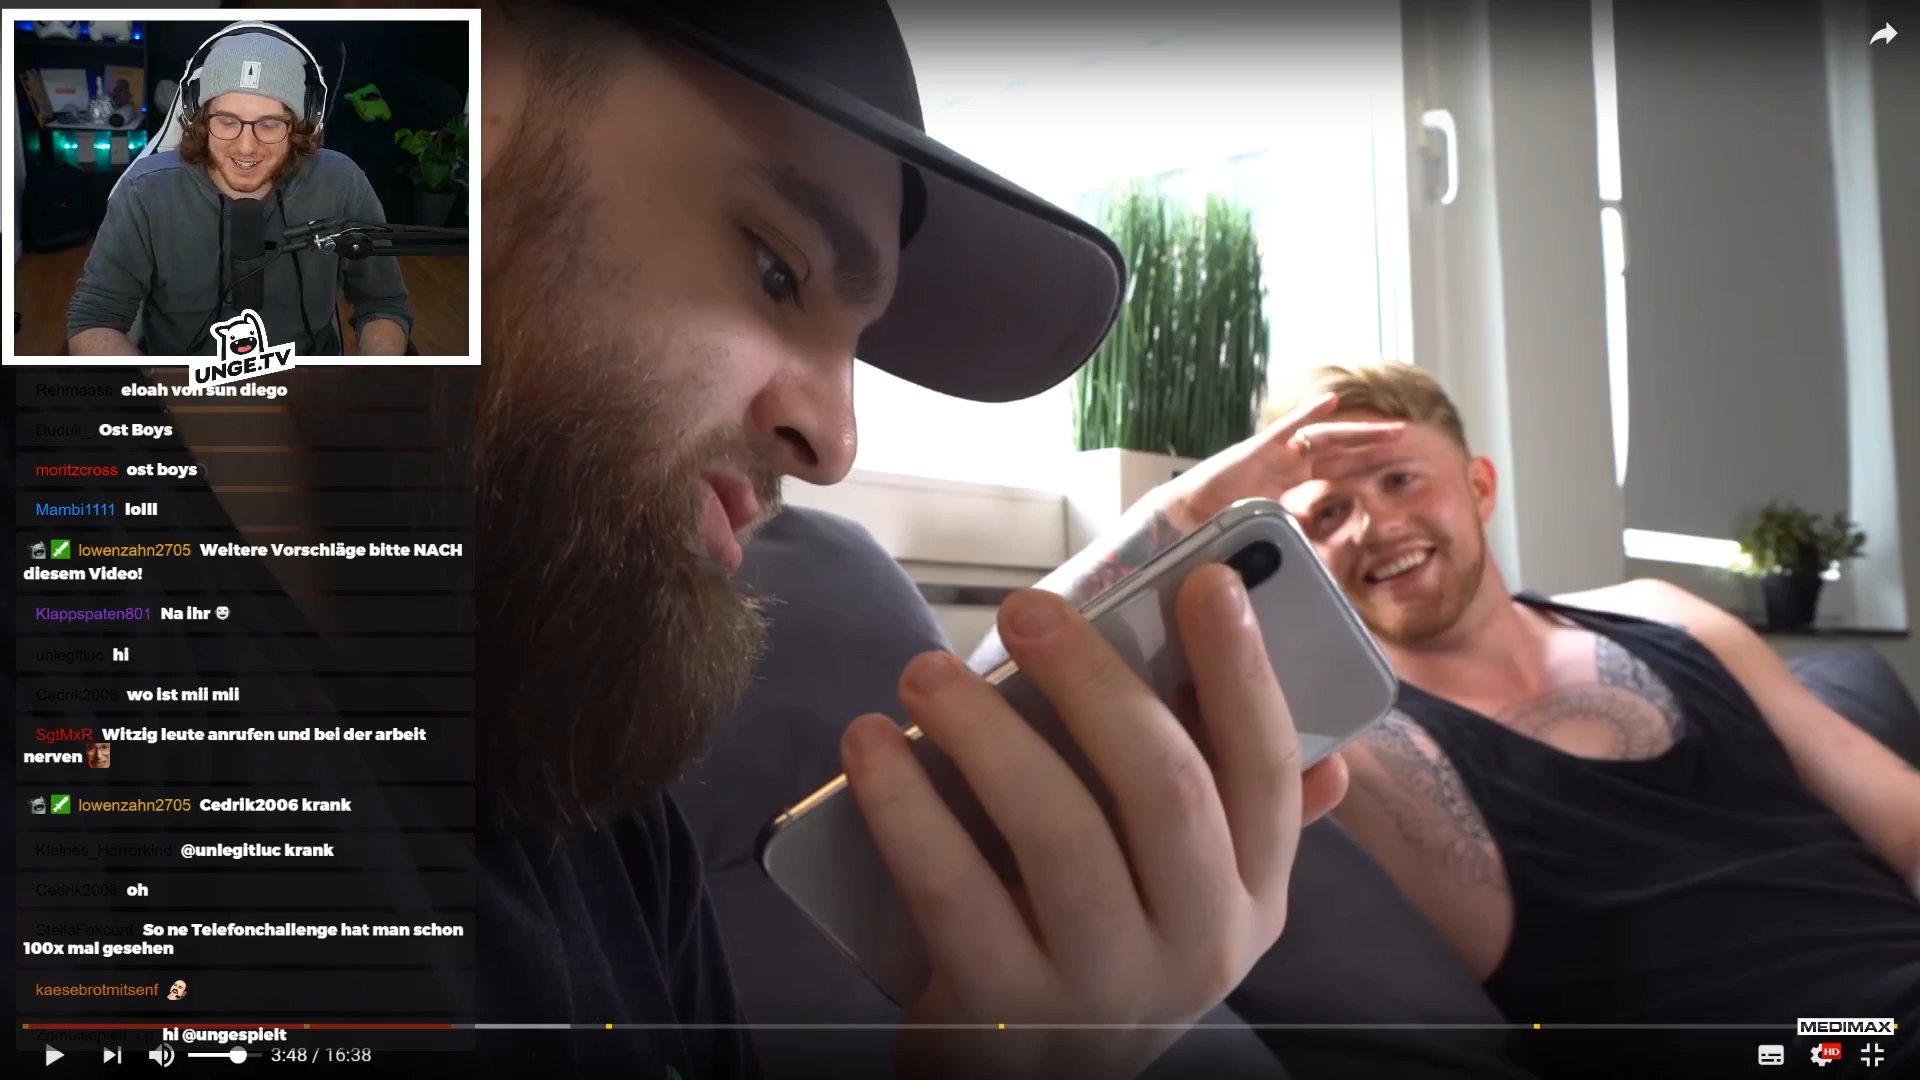 UNGE.TV
Rehmaass eloah von sun diego
Duduli_ Ost Boys
moritzcross ost boys
Mambi1111 lolll
lowenzahn2705 Weitere Vorschläge bitte NACH
diesem Video!
Klappspaten801 Na ihr
unlegitluc hi
Cedrik2006 wo ist mii mii
SgtMxR Witzig leute anrufen und bei der arbeit
nerven
lowenzahn2705 Cedrik2006 krank
Kleines_Horrorkind @unlegitluc krank
Cedrik2006 oh
StellaFoxcurd So ne Telefonchallenge hat man schon
100x mal gesehen
kaesebrotmitsenf
hi @ungespielt
MEDIMAX
3:48 / 16:38
HD